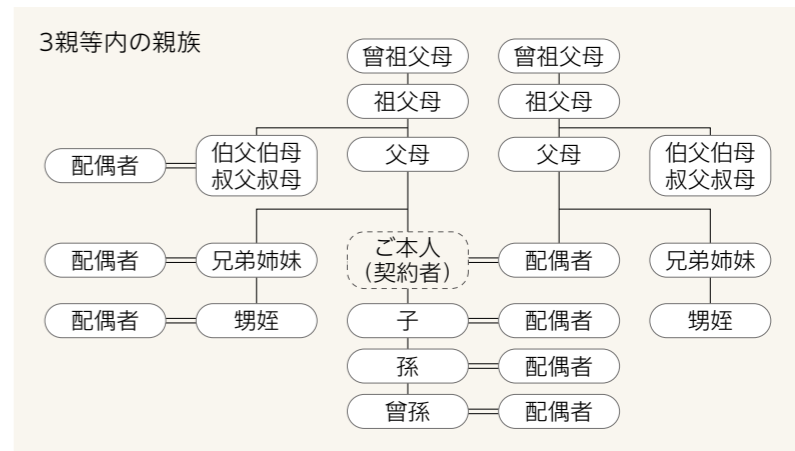 3親等内の親族
曾祖父母
曾祖父母
祖父母
祖父母
配偶者
伯父伯母
叔父叔母
父母
父母
伯父伯母
叔父叔母
配偶者
兄弟姉妹
ご本人
（契約者）
配偶者
兄弟姉妹
配偶者
甥姪
子
配偶者
甥姪
孫
配偶者
曾孫
配偶者